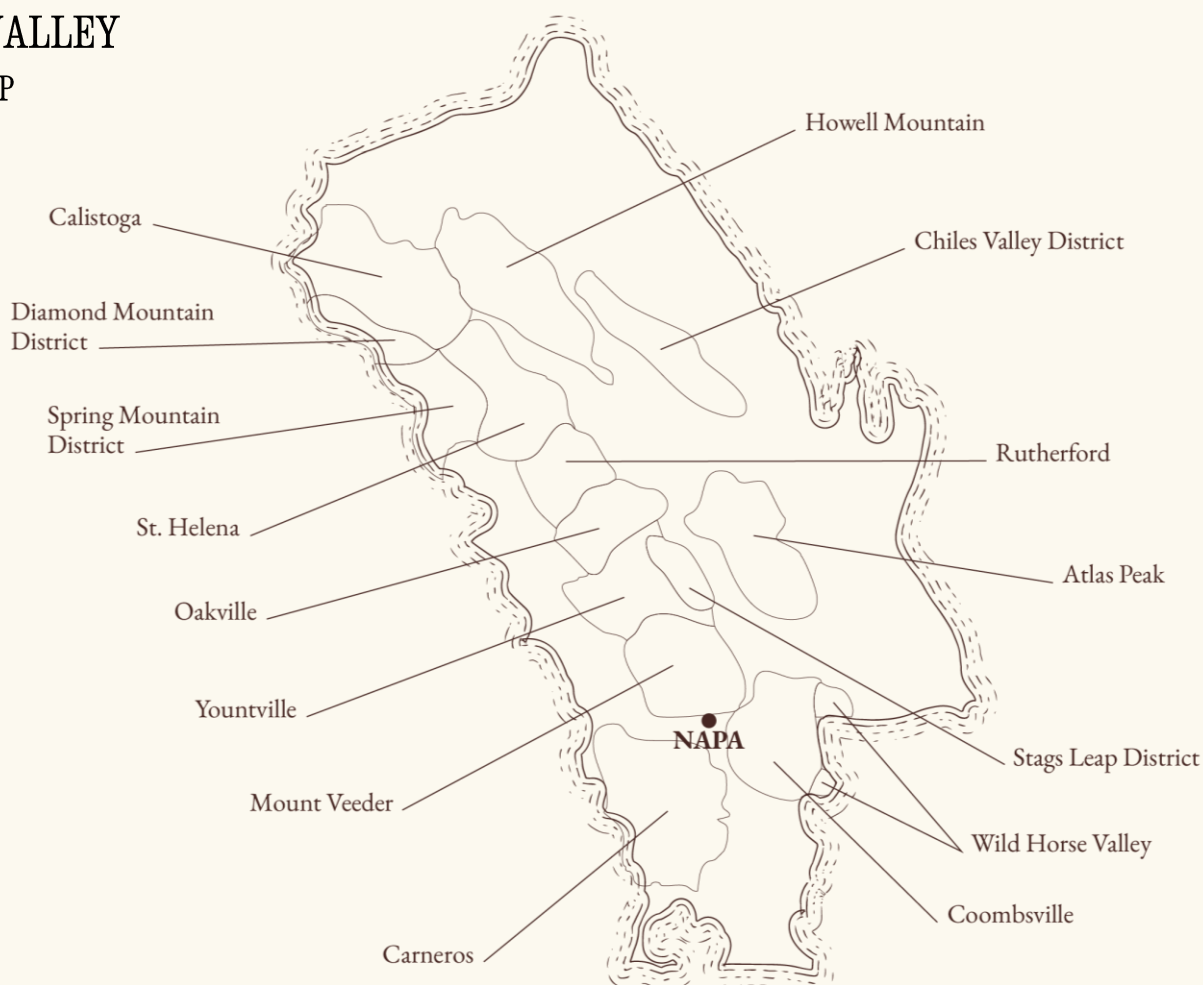 VALLEY
P
Howell Mountain
Calistoga
Chiles Valley District
Diamond Mountain
District
Spring Mountain
District
Rutherford
St. Helena
Atlas Peak
Oakville
Yountville
NAPA
Stags Leap District
Mount Veeder
Wild Horse Valley
Coombsville
Carneros